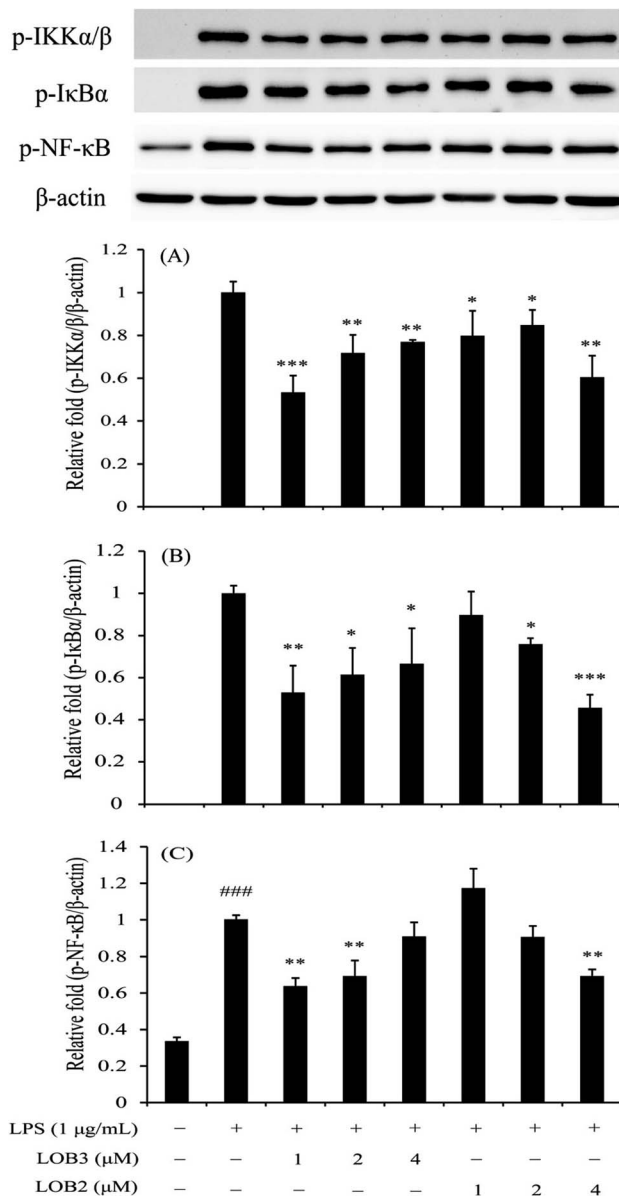 p-IKKα/β
p-IκBα
p-NF-κB
β-actin
(A)
Relative fold (p-IKKα/β/β-actin)
1.2
1
0.8
0.6
0.4
0.2
0
***
**
**
*
*
**
(B)
Relative fold (p-IκBα/β-actin)
1.2
1
0.8
0.6
0.4
0.2
0
**
*
*
*
***
(C)
Relative fold (p-NF-κB/β-actin)
1.4
1.2
1
0.8
0.6
0.4
0.2
0
###
**
**
**
LPS (1 μg/mL) – + + + + + + +
LOB3 (μM) – – 1 2 4 – – –
LOB2 (μM) – – – – – 1 2 4